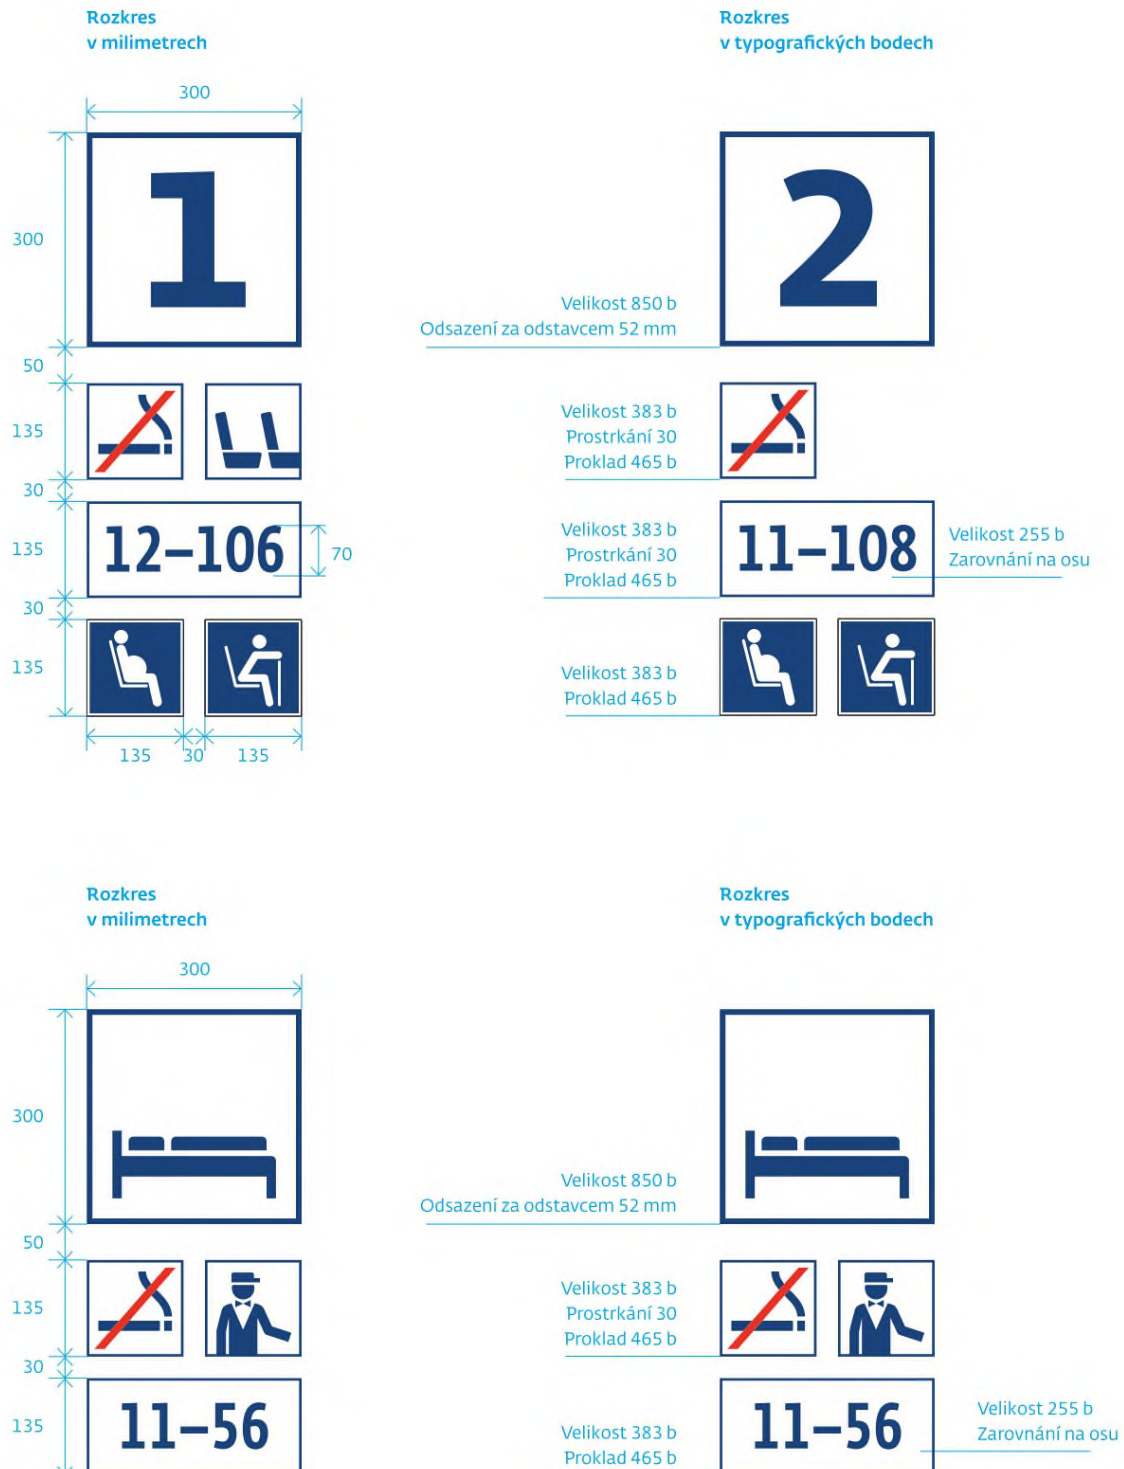 Rozkres
v milimetrech
Rozkres
v typografických bodech
300
300
1
2
Velikost 850 b
Odsazení za odstavcem 52 mm
50
135
Velikost 383 b
Prostrkání 30
Proklad 465 b
30
135
12–106
70
Velikost 383 b
Prostrkání 30
Proklad 465 b
11–108
Velikost 255 b
Zarovnání na osu
30
135
Velikost 383 b
Proklad 465 b
135
30
135
Rozkres
v milimetrech
Rozkres
v typografických bodech
300
300
Velikost 850 b
Odsazení za odstavcem 52 mm
50
135
Velikost 383 b
Prostrkání 30
Proklad 465 b
30
135
11–56
Velikost 383 b
Proklad 465 b
11–56
Velikost 255 b
Zarovnání na osu